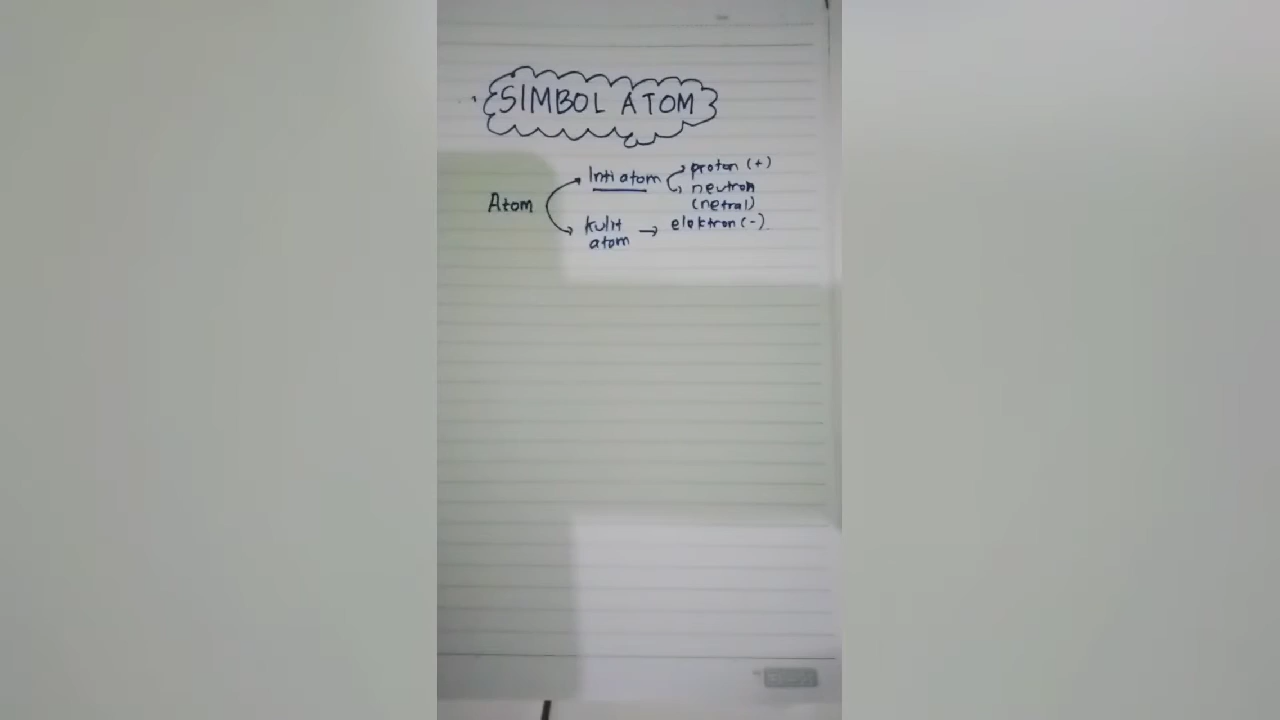 SIMBOL ATOM
Atom
Inti atom
proton (+)
neutron
(netral)
kulit
atom
elektron (-)